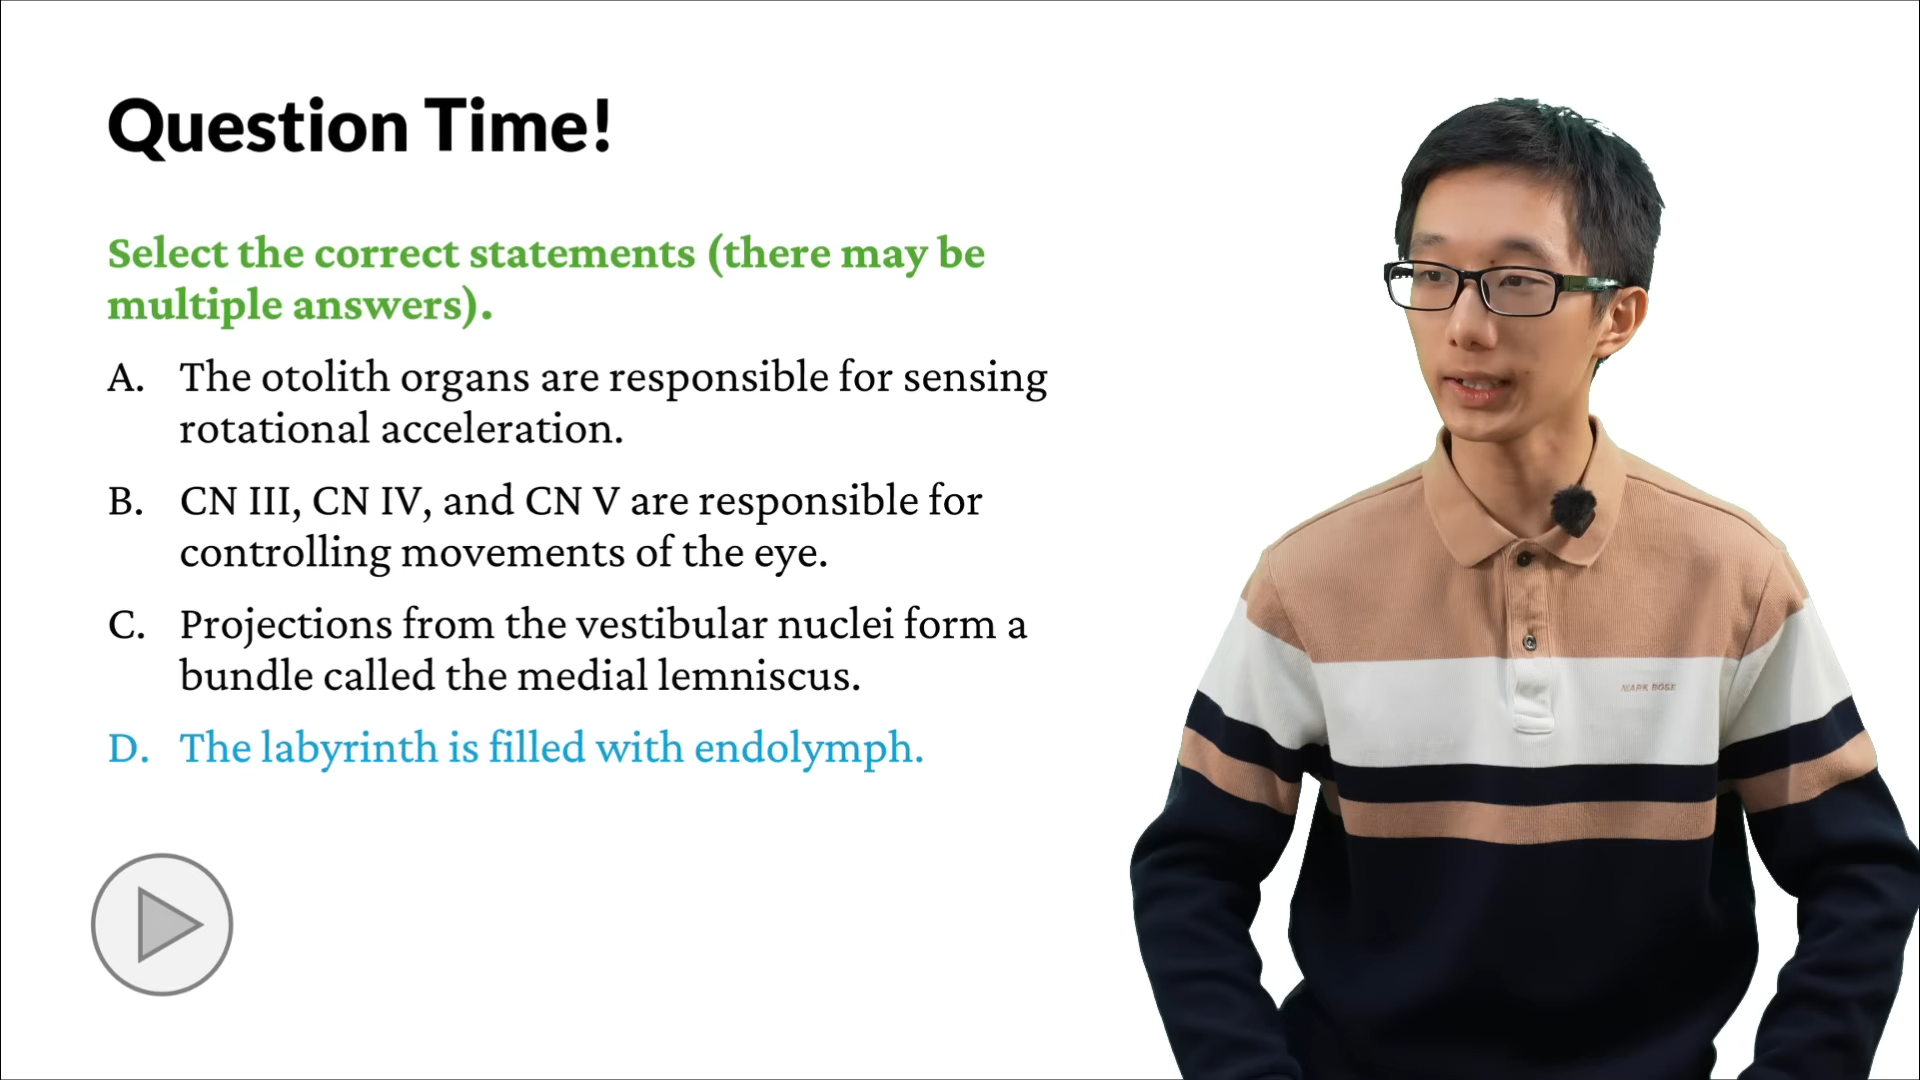 Question Time!
Select the correct statements (there may be
multiple answers).
A. The otolith organs are responsible for sensing
rotational acceleration.
B. CN III, CN IV, and CN V are responsible for
controlling movements of the eye.
C. Projections from the vestibular nuclei form a
bundle called the medial lemniscus.
D. The labyrinth is filled with endolymph.